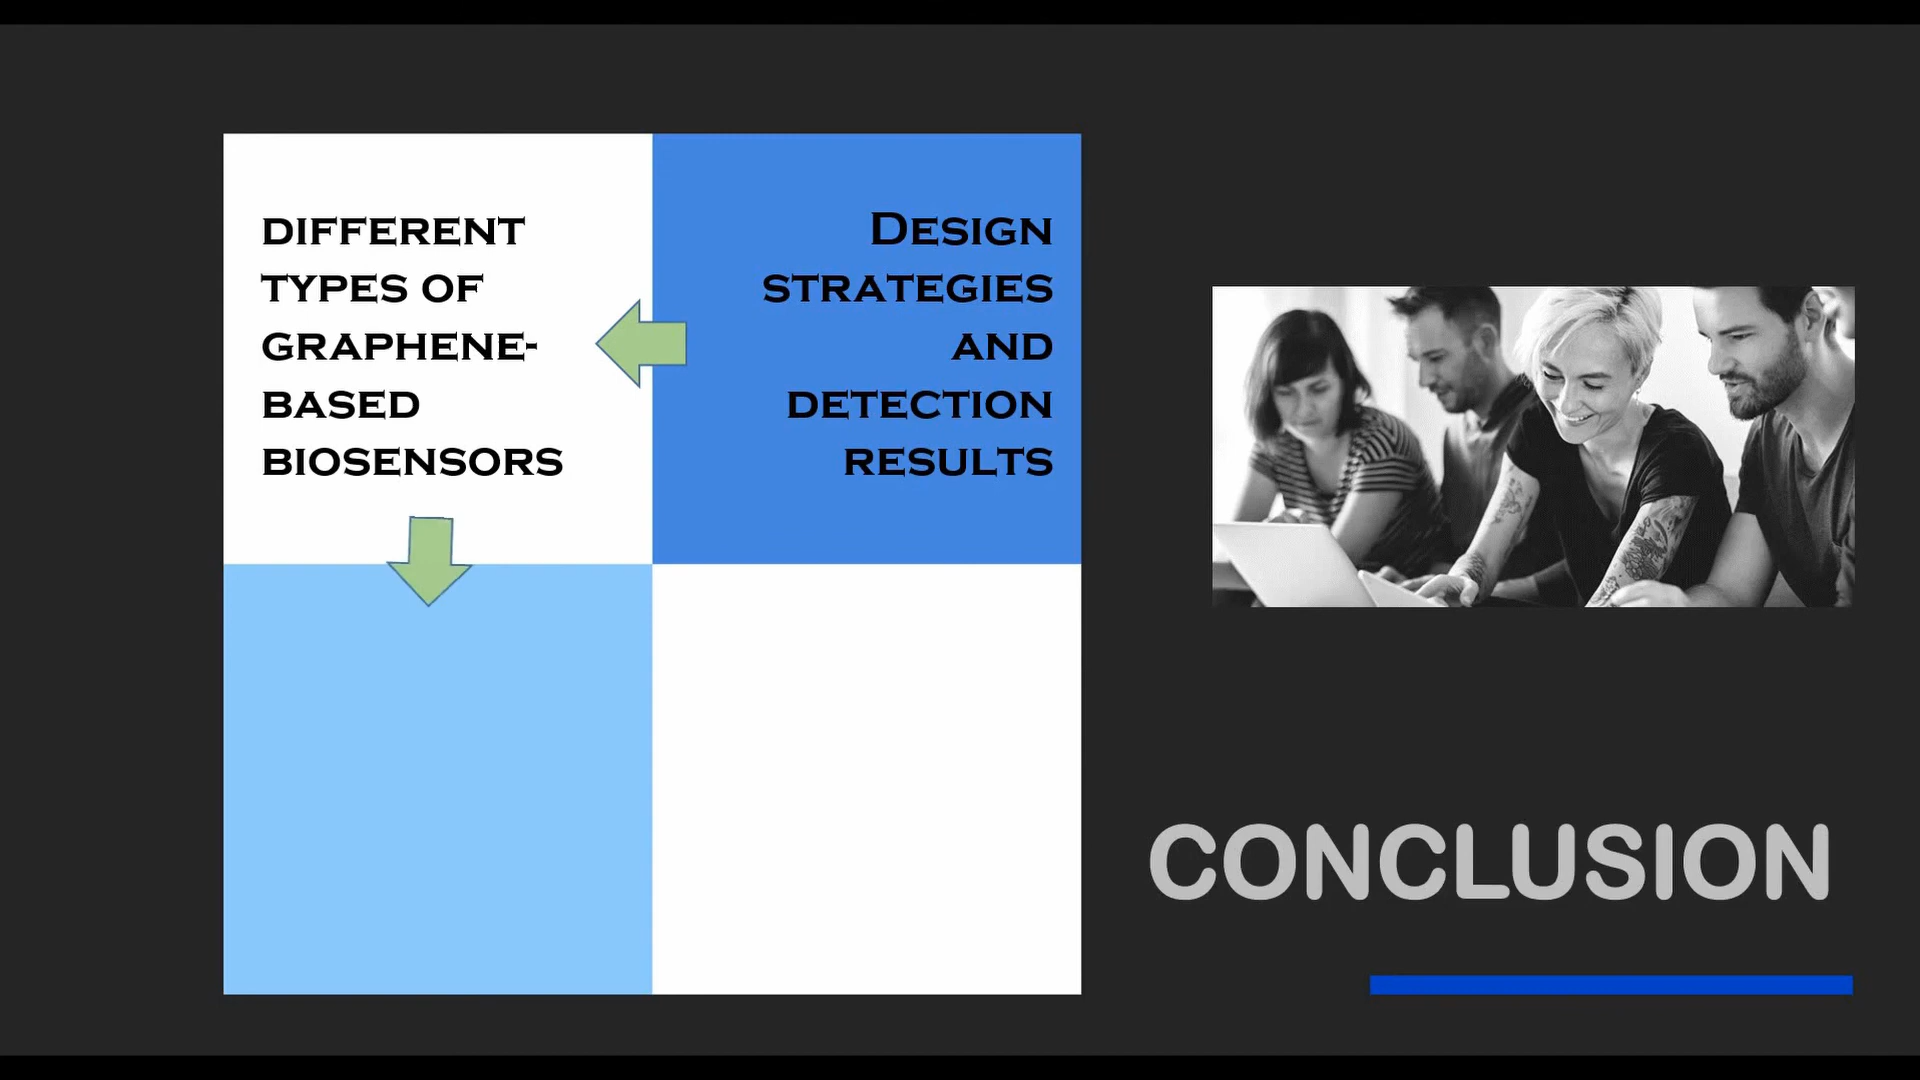 DIFFERENT
TYPES OF
GRAPHENE-
BASED
BIOSENSORS
DESIGN
STRATEGIES
AND
DETECTION
RESULTS
CONCLUSION